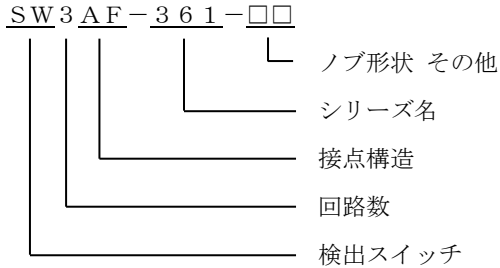 SW3AF-361-□□
ノブ形状 その他
シリーズ名
接点構造
回路数
検出スイッチ